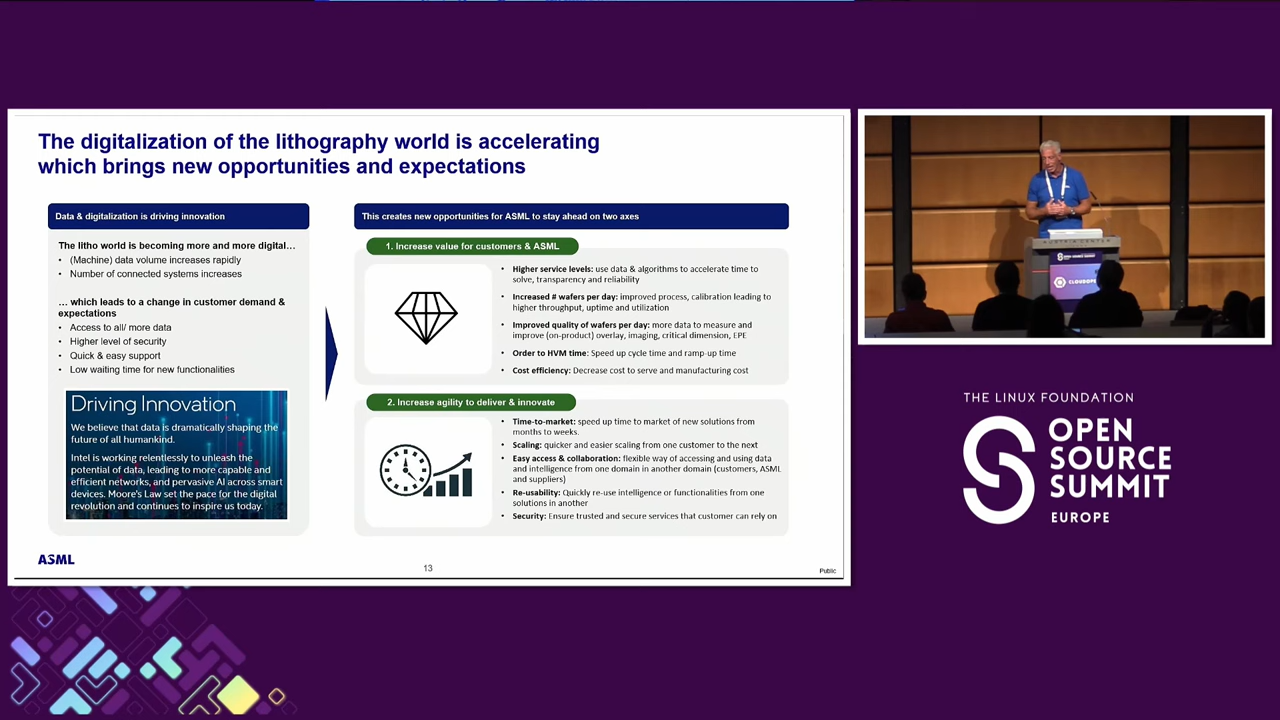 The digitalization of the lithography world is accelerating
which brings new opportunities and expectations
Data & digitalization is driving innovation
The litho world is becoming more and more digital…
• (Machine) data volume increases rapidly
• Number of connected systems increases
… which leads to a change in customer demand &
expectations
• Access to all/ more data
• Higher level of security
• Quick & easy support
• Low waiting time for new functionalities
Driving Innovation
We believe that data is dramatically shaping the
future of all humankind.
Intel is working relentlessly to unleash the
potential of data, leading to more capable and
efficient networks, and pervasive AI across smart
devices. Moore's Law set the pace for the digital
revolution and continues to inspire us today.
This creates new opportunities for ASML to stay ahead on two axes
1. Increase value for customers & ASML
• Higher service levels: use data & algorithms to accelerate time to
solve, transparency and reliability
• Increased # wafers per day: improved process, calibration leading to
higher throughput, uptime and utilization
• Improved quality of wafers per day: more data to measure and
improve (on-product) overlay, imaging, critical dimension, EPE
• Order to HVM time: Speed up cycle time and ramp-up time
• Cost efficiency: Decrease cost to serve and manufacturing cost
2. Increase agility to deliver & innovate
• Time-to-market: speed up time to market of new solutions from
months to weeks.
• Scaling: quicker and easier scaling from one customer to the next
• Easy access & collaboration: flexible way of accessing and using data
and intelligence from one domain in another domain (customers, ASML
and suppliers)
• Re-usability: Quickly re-use intelligence or functionalities from one
solutions in another
• Security: Ensure trusted and secure services that customer can rely on
ASML
13
Public
AUSTRIA CENTER
OPEN SOURCE SUMMIT
THE LINUX FOUNDATION
OPEN
SOURCE
SUMMIT
EUROPE